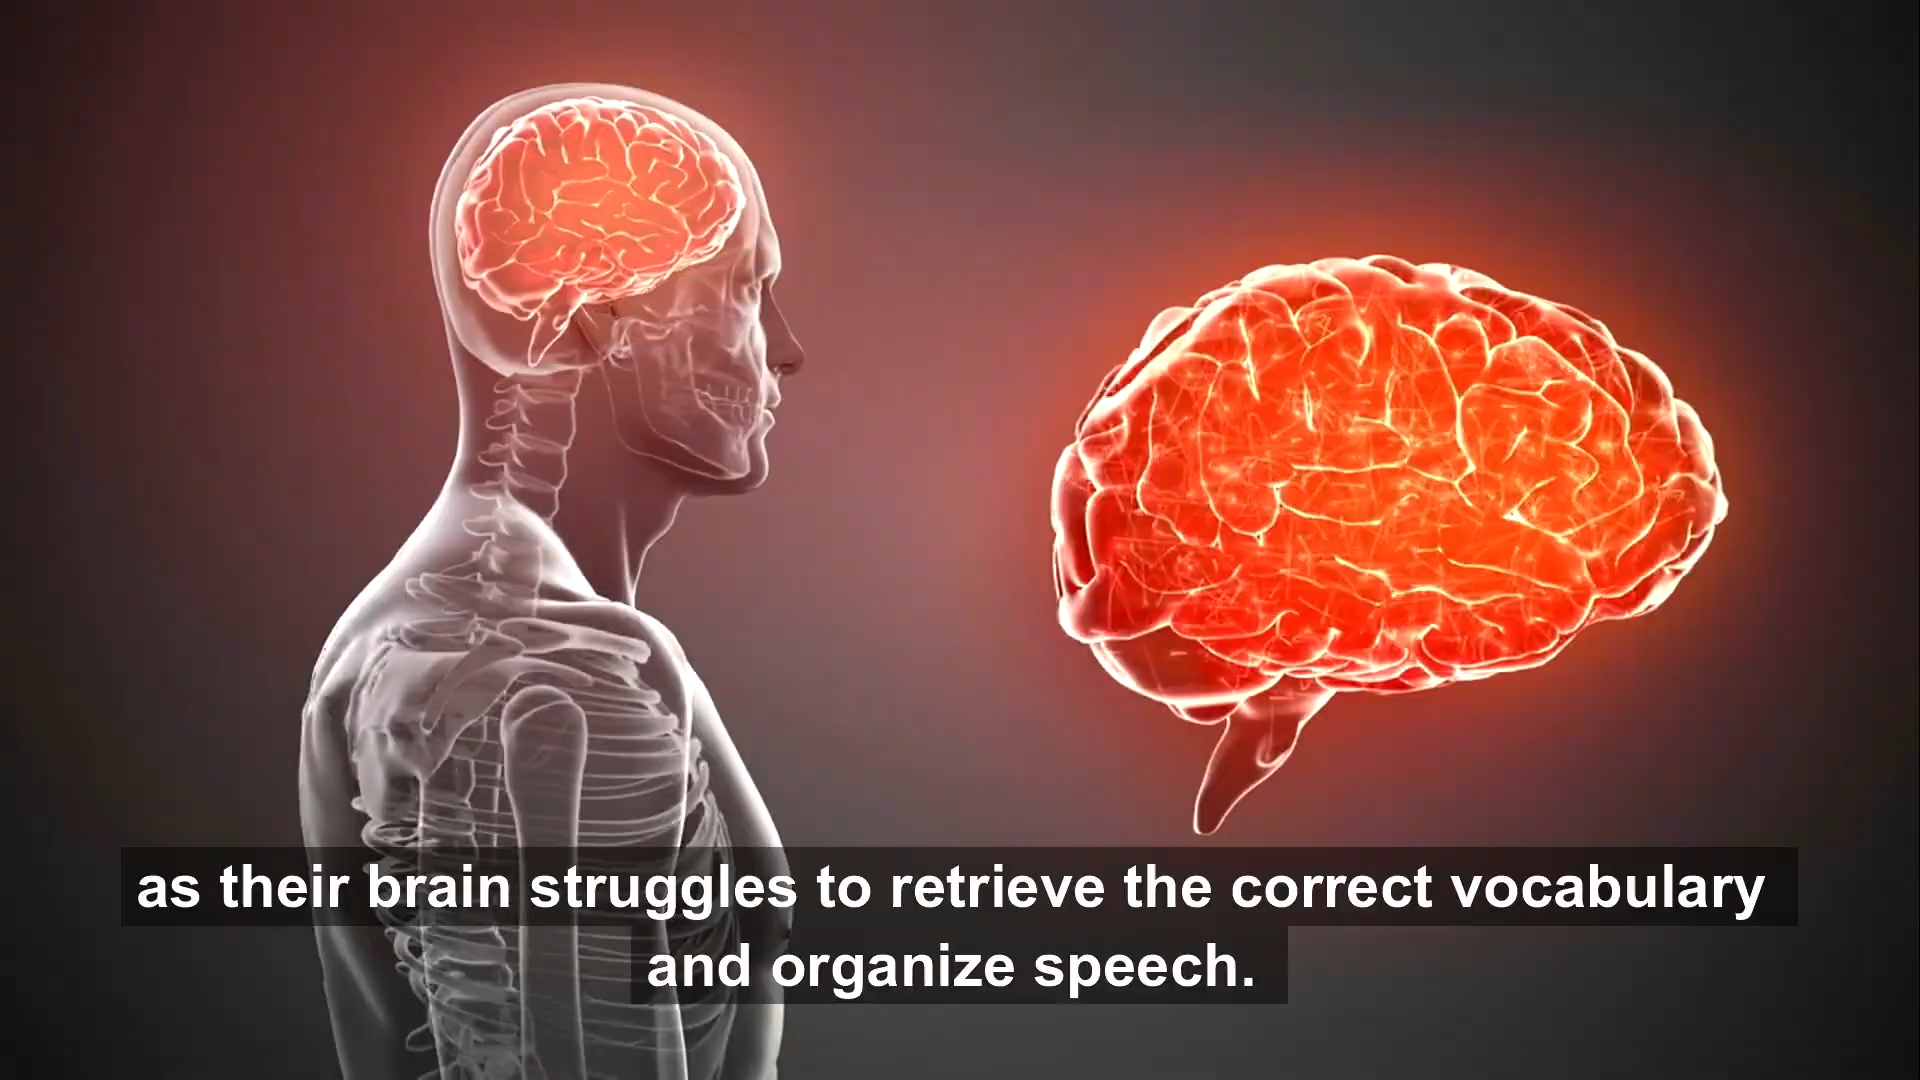 as their brain struggles to retrieve the correct vocabulary
and organize speech.